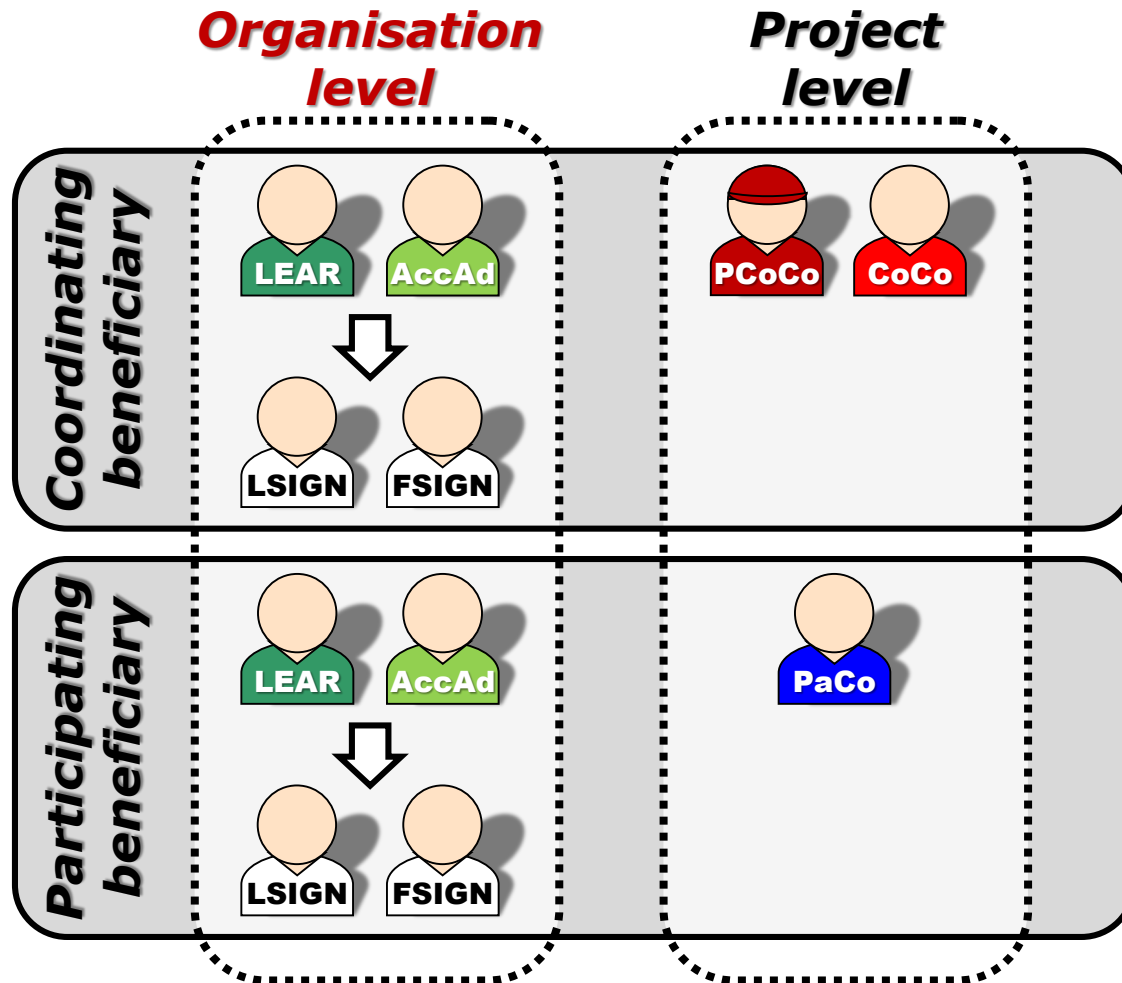 Organisation
level
Project
level
Coordinating
beneficiary
LEAR
AccAd
PCoCo
CoCo
LSIGN
FSIGN
Participating
beneficiary
LEAR
AccAd
PaCo
LSIGN
FSIGN